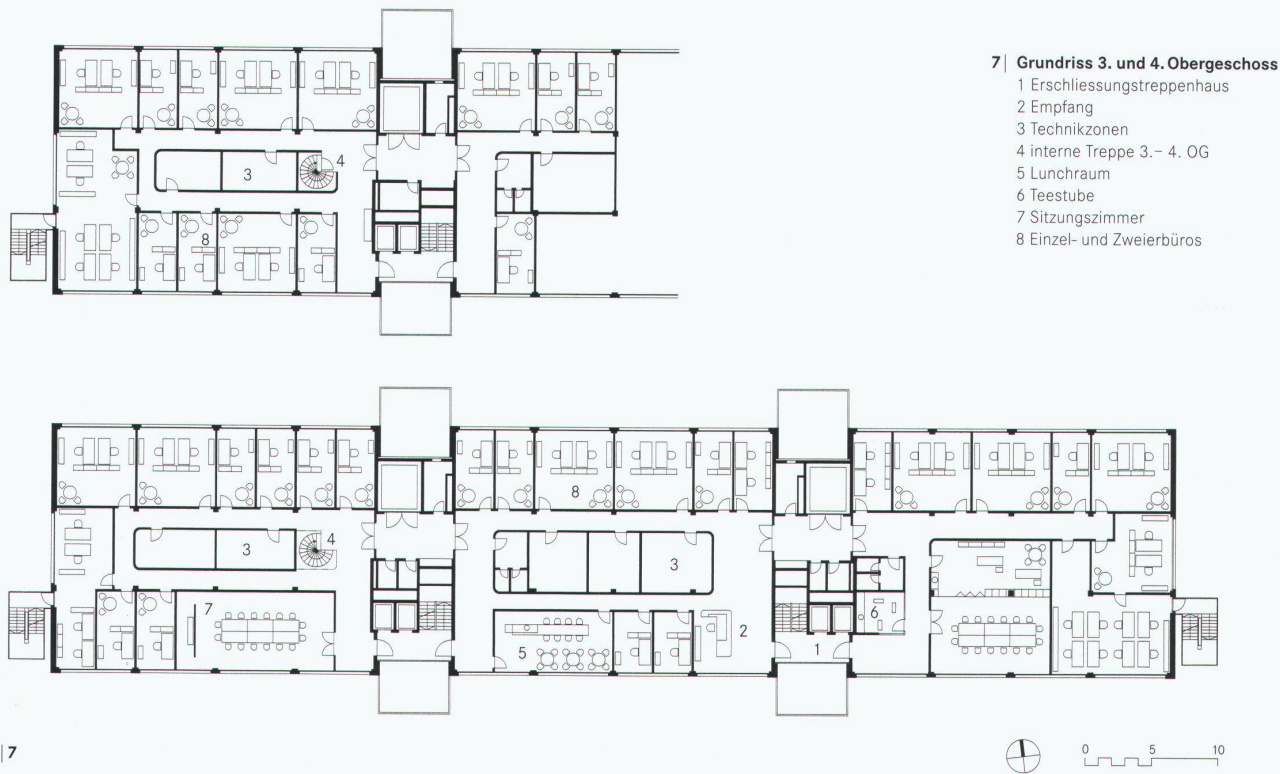 7| Grundriss 3. und 4. Obergeschoss
1 Erschliessungstreppenhaus
2 Empfang
3 Technikzonen
4 interne Treppe 3.– 4. OG
5 Lunchraum
6 Teestube
7 Sitzungszimmer
8 Einzel- und Zweierbüros
4
3
8
8
4
3
3
7
6
2
5
1
|7
0 5 10